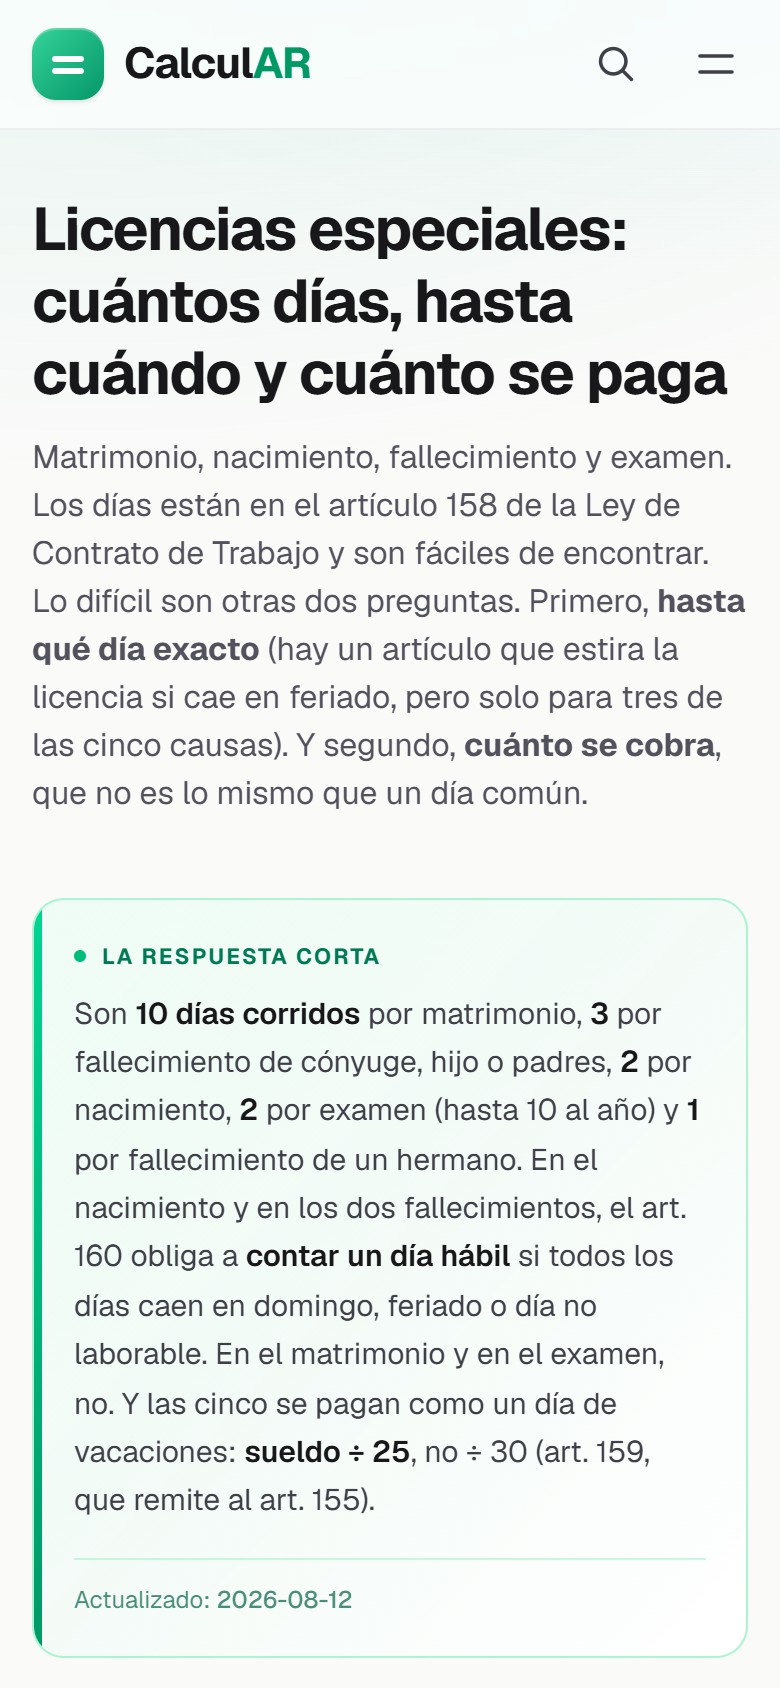 CalculAR
Licencias especiales:
cuántos días, hasta
cuándo y cuánto se paga
Matrimonio, nacimiento, fallecimiento y examen.
Los días están en el artículo 158 de la Ley de
Contrato de Trabajo y son fáciles de encontrar.
Lo difícil son otras dos preguntas. Primero, hasta
qué día exacto (hay un artículo que estira la
licencia si cae en feriado, pero solo para tres de
las cinco causas). Y segundo, cuánto se cobra,
que no es lo mismo que un día común.
LA RESPUESTA CORTA
Son 10 días corridos por matrimonio, 3 por
fallecimiento de cónyuge, hijo o padres, 2 por
nacimiento, 2 por examen (hasta 10 al año) y 1
por fallecimiento de un hermano. En el
nacimiento y en los dos fallecimientos, el art.
160 obliga a contar un día hábil si todos los
días caen en domingo, feriado o día no
laborable. En el matrimonio y en el examen,
no. Y las cinco se pagan como un día de
vacaciones: sueldo ÷ 25, no ÷ 30 (art. 159,
que remite al art. 155).
Actualizado: 2026-08-12